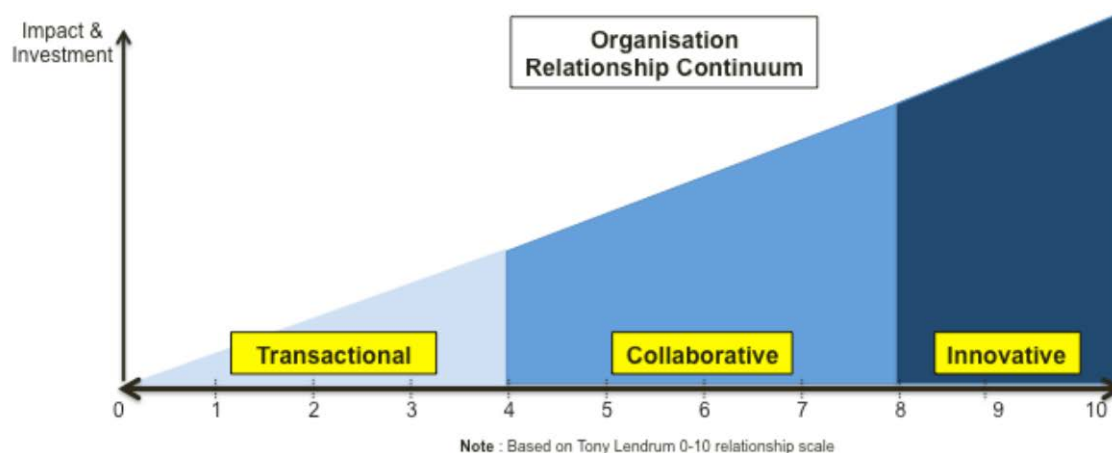 Impact &
Investment
Organisation
Relationship Continuum
Transactional
Collaborative
Innovative
0 1 2 3 4 5 6 7 8 9 10
Note : Based on Tony Lendrum 0-10 relationship scale